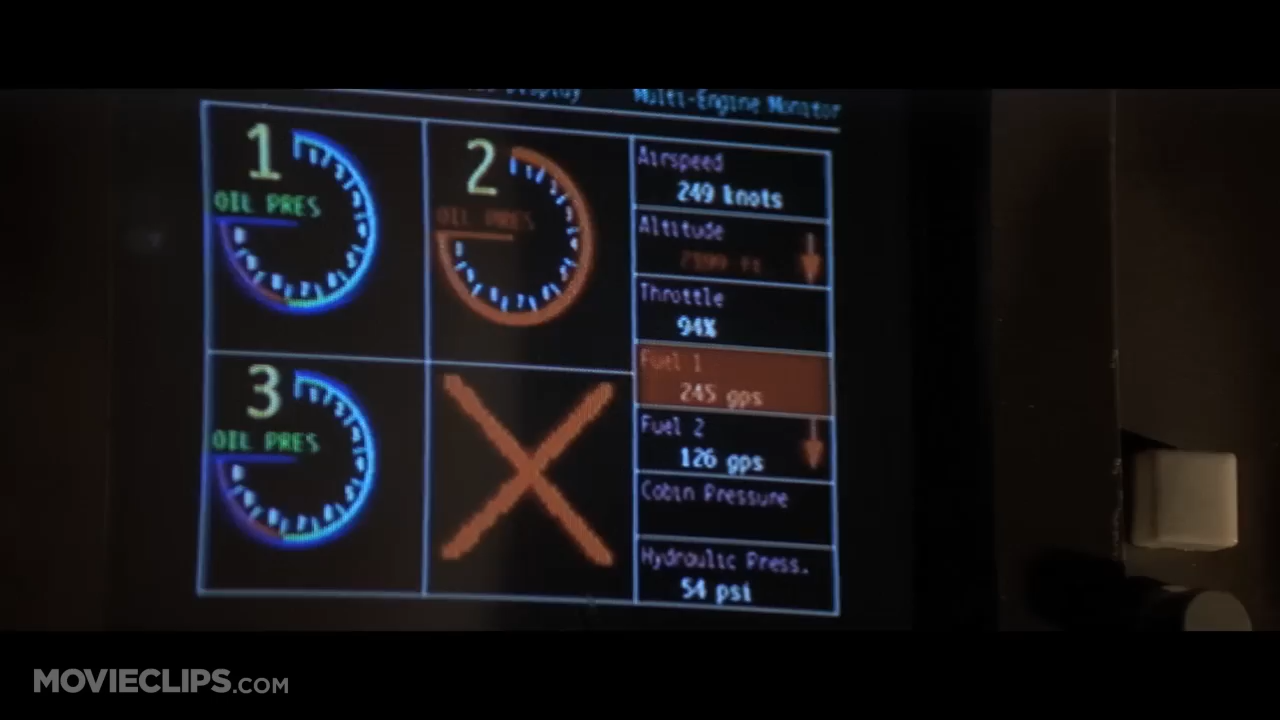 Display Multi-Engine Monitor
1
OIL PRES
2
OIL PRES
3
OIL PRES
Airspeed
249 knots
Altitude
Throttle
94%
Fuel 1
245 gps
Fuel 2
126 gps
Cabin Pressure
Hydraulic Press.
54 psi
MOVIECLIPS.COM